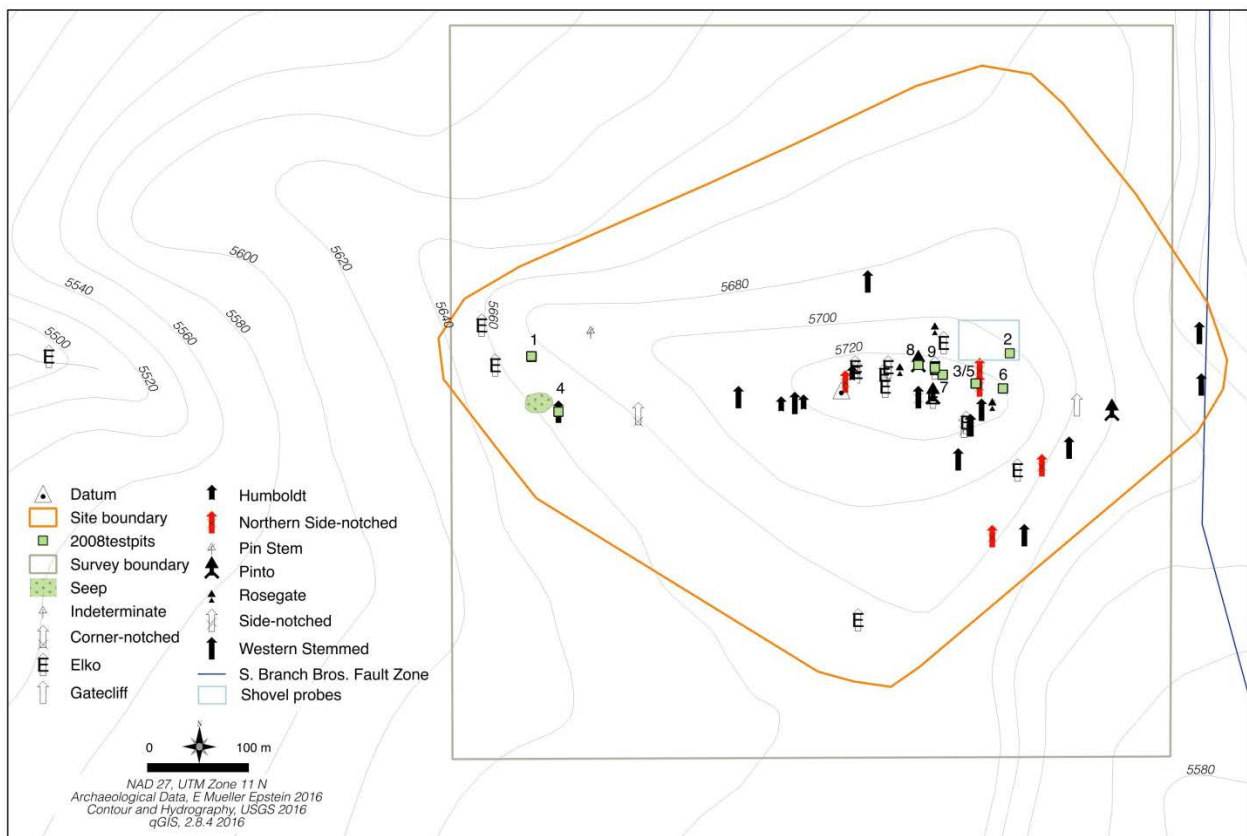 5500
5540
5520
5560
5580
5600
5620
5640
5660
5680
5700
5720
5580
1
4
8
9
7
3/5
2
6
E
E
E
E
E
E
E
E
E
E
E
Datum
Site boundary
2008testpits
Survey boundary
Seep
Indeterminate
Corner-notched
E Elko
Gatecliff
Humboldt
Northern Side-notched
Pin Stem
Pinto
Rosegate
Side-notched
Western Stemmed
S. Branch Bros. Fault Zone
Shovel probes
N
0 100 m
NAD 27, UTM Zone 11 N
Archaeological Data, E Mueller Epstein 2016
Contour and Hydrography, USGS 2016
qGIS, 2.8.4 2016